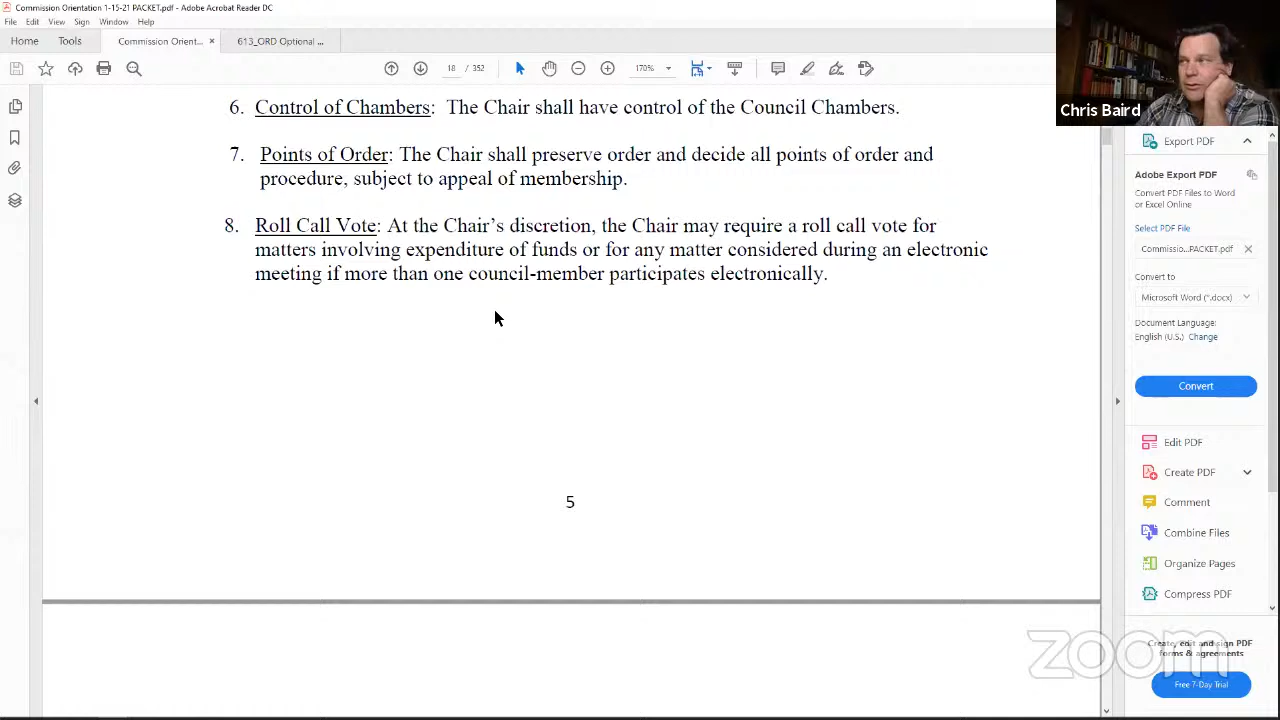 Commission Orientation 1-15-21 PACKET.pdf - Adobe Acrobat Reader DC
File Edit View Sign Window Help
Home Tools Commission Orient... × 613_ORD Optional ...
18 / 352 170%
Chris Baird
6. Control of Chambers: The Chair shall have control of the Council Chambers.
7. Points of Order: The Chair shall preserve order and decide all points of order and
procedure, subject to appeal of membership.
8. Roll Call Vote: At the Chair's discretion, the Chair may require a roll call vote for
matters involving expenditure of funds or for any matter considered during an electronic
meeting if more than one council-member participates electronically.
5
Export PDF
Adobe Export PDF
Convert PDF Files to Word
or Excel Online
Select PDF File
Commissio...PACKET.pdf ×
Convert to
Microsoft Word (*.docx)
Document Language:
English (U.S.) Change
Convert
Edit PDF
Create PDF
Comment
Combine Files
Organize Pages
Compress PDF
Create, edit and sign PDF
forms & agreements
Free 7-Day Trial
zoom